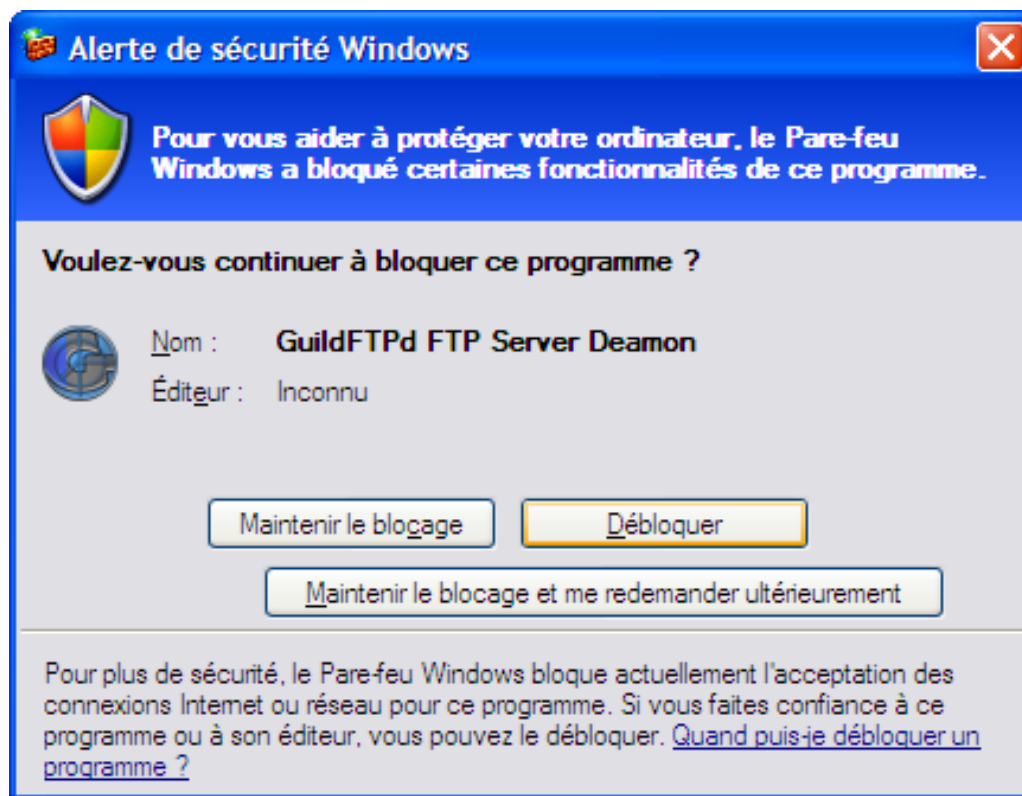 Alerte de sécurité Windows
Pour vous aider à protéger votre ordinateur, le Pare-feu
Windows a bloqué certaines fonctionnalités de ce programme.
Voulez-vous continuer à bloquer ce programme ?
Nom : GuildFTPd FTP Server Deamon
Éditeur : Inconnu
Maintenir le blocage Débloquer
Maintenir le blocage et me redemander ultérieurement
Pour plus de sécurité, le Pare-feu Windows bloque actuellement l'acceptation des
connexions Internet ou réseau pour ce programme. Si vous faites confiance à ce
programme ou à son éditeur, vous pouvez le débloquer. Quand puis-je débloquer un
programme ?